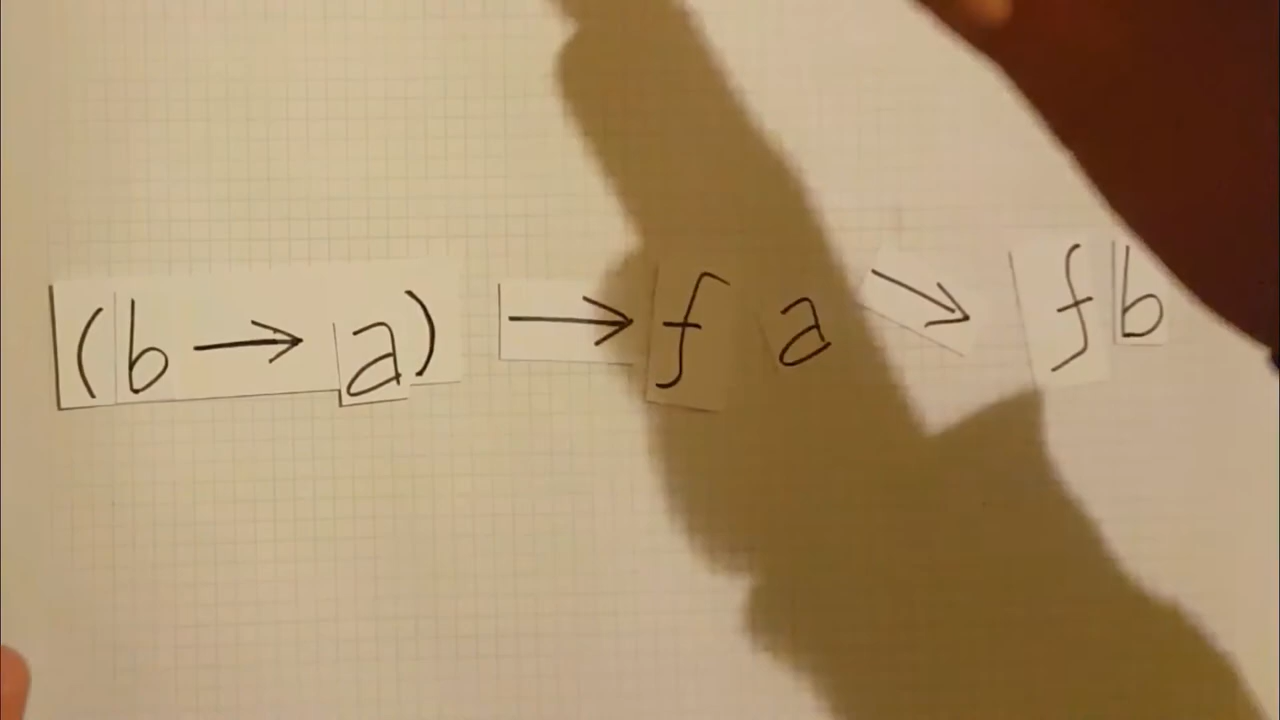 (b → a) → f a → f b